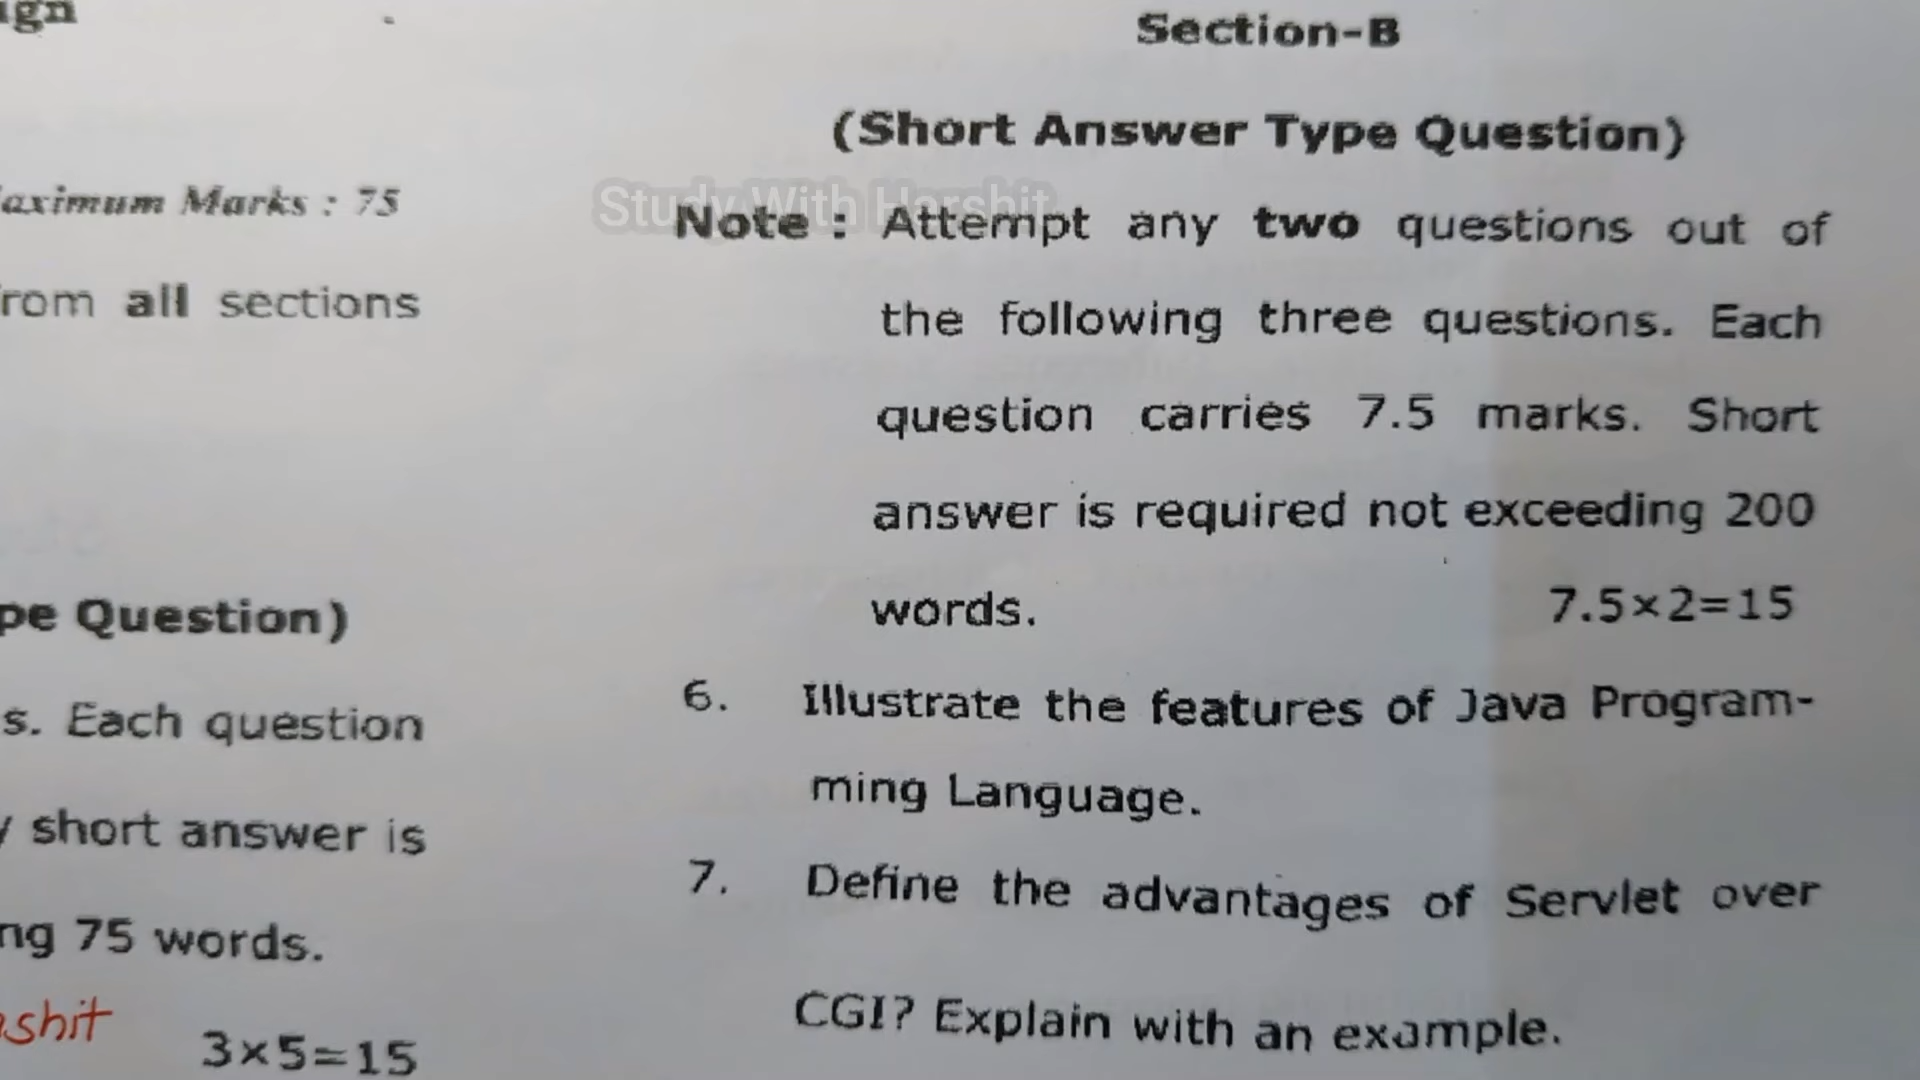 ign
aximum Marks : 75
rom all sections
pe Question)
s. Each question
y short answer is
ng 75 words.
shit
3×5=15
Section-B
(Short Answer Type Question)
Study With Harshit
Note : Attempt any two questions out of
the following three questions. Each
question carries 7.5 marks. Short
answer is required not exceeding 200
words. 7.5×2=15
6. Illustrate the features of Java Program-
ming Language.
7. Define the advantages of Servlet over
CGI? Explain with an example.